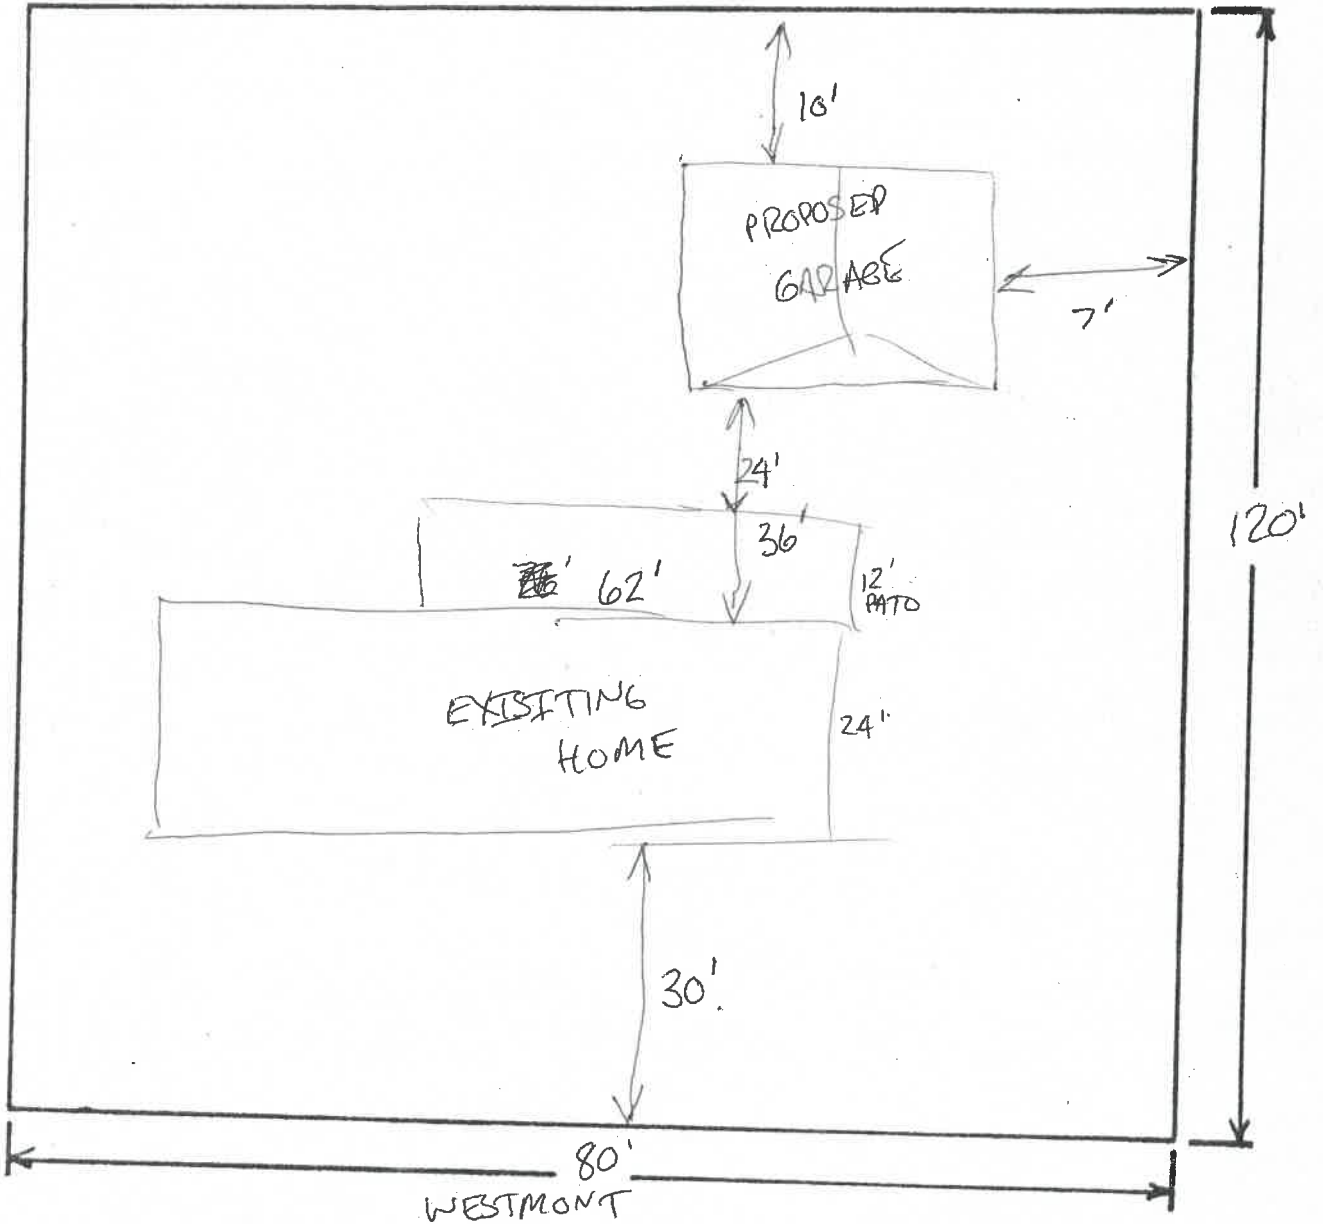 10'
PROPOSED
GARAGE
7'
24'
36'
120'
62'
12'
PATO
EXISITING
HOME
24'
30'.
80'
WESTMONT